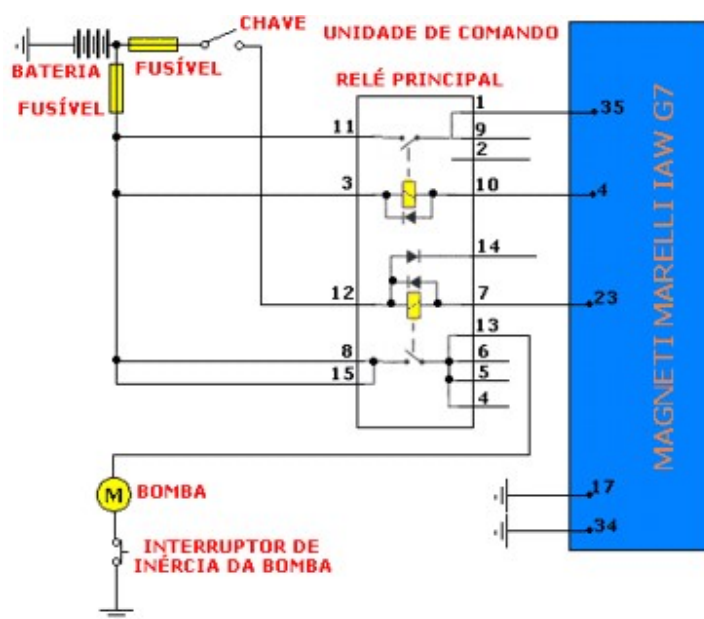 CHAVE
UNIDADE DE COMANDO
BATERIA
FUSÍVEL
RELÉ PRINCIPAL
FUSÍVEL
1
35
11
9
2
3
10
4
14
12
7
23
13
8
6
15
5
4
MAGNETI MARELLI IAW G7
17
M
BOMBA
34
INTERRUPTOR DE
INÉRCIA DA BOMBA